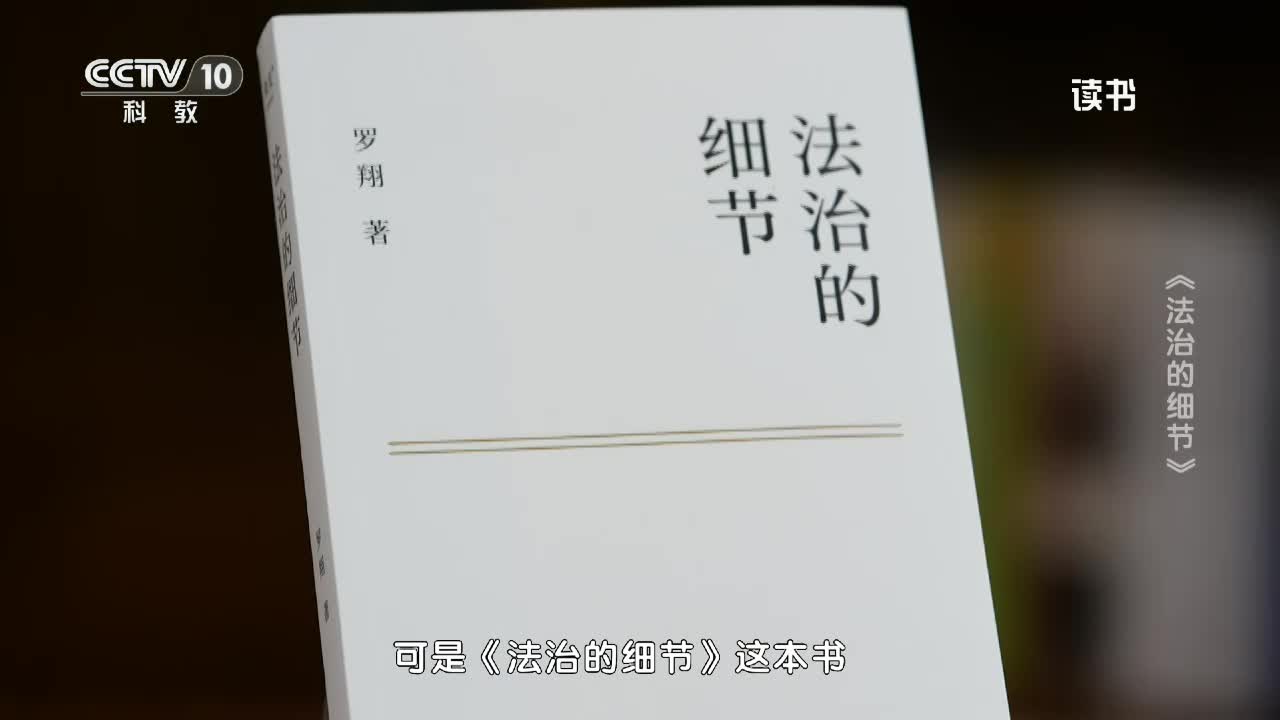 CCTV 10
科教
读书
法治的
细节
罗翔 著
法治的细节
罗翔 著
《法治的细节》
可是《法治的细节》这本书